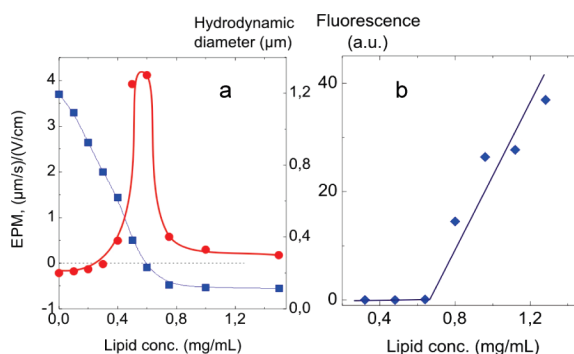 Hydrodynamic
diameter (μm)
Fluorescence
(a.u.)
a
b
EPM, (μm/s)/(V/cm)
4
3
2
1
0
-1
1,2
0,8
0,4
0,0
40
20
0
0,0 0,4 0,8 1,2
0,4 0,8 1,2
Lipid conc. (mg/mL)
Lipid conc. (mg/mL)